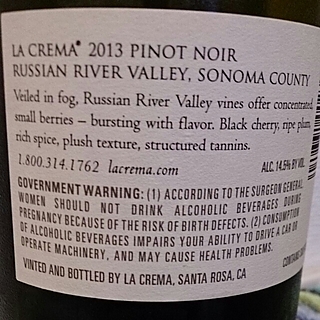 LA CREMA® 2013 PINOT NOIR
RUSSIAN RIVER VALLEY, SONOMA COUNTY
Veiled in fog, Russian River Valley vines offer concentrated,
small berries – bursting with flavor. Black cherry, ripe plum,
rich spice, plush texture, structured tannins.
1.800.314.1762 lacrema.com ALC. 14.5% BY VOL.
GOVERNMENT WARNING: (1) ACCORDING TO THE SURGEON GENERAL,
WOMEN SHOULD NOT DRINK ALCOHOLIC BEVERAGES DURING
PREGNANCY BECAUSE OF THE RISK OF BIRTH DEFECTS. (2) CONSUMPTION
OF ALCOHOLIC BEVERAGES IMPAIRS YOUR ABILITY TO DRIVE A CAR OR
OPERATE MACHINERY, AND MAY CAUSE HEALTH PROBLEMS.
VINTED AND BOTTLED BY LA CREMA, SANTA ROSA, CA